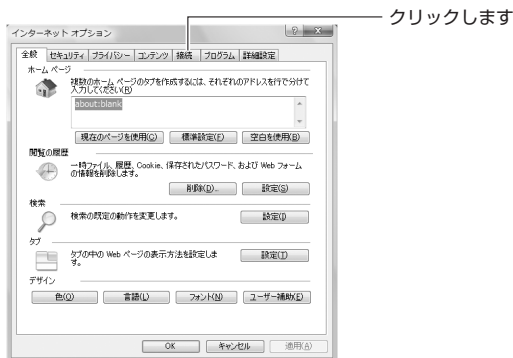 クリックします
インターネット オプション
全般 セキュリティ プライバシー コンテンツ 接続 プログラム 詳細設定
ホーム ページ
複数のホーム ページのタブを作成するには、それぞれのアドレスを行で分けて
入力してください(R)
about:blank
現在のページを使用(C) 標準設定(F) 空白を使用(B)
閲覧の履歴
一時ファイル、履歴、Cookie、保存されたパスワード、および Web フォーム
の情報を削除します。
削除(D)... 設定(S)
検索
検索の既定の動作を変更します。
設定(I)
タブ
タブの中の Web ページの表示方法を設定しま
す。
設定(T)
デザイン
色(O) 言語(L) フォント(N) ユーザー補助(E)
OK キャンセル 適用(A)